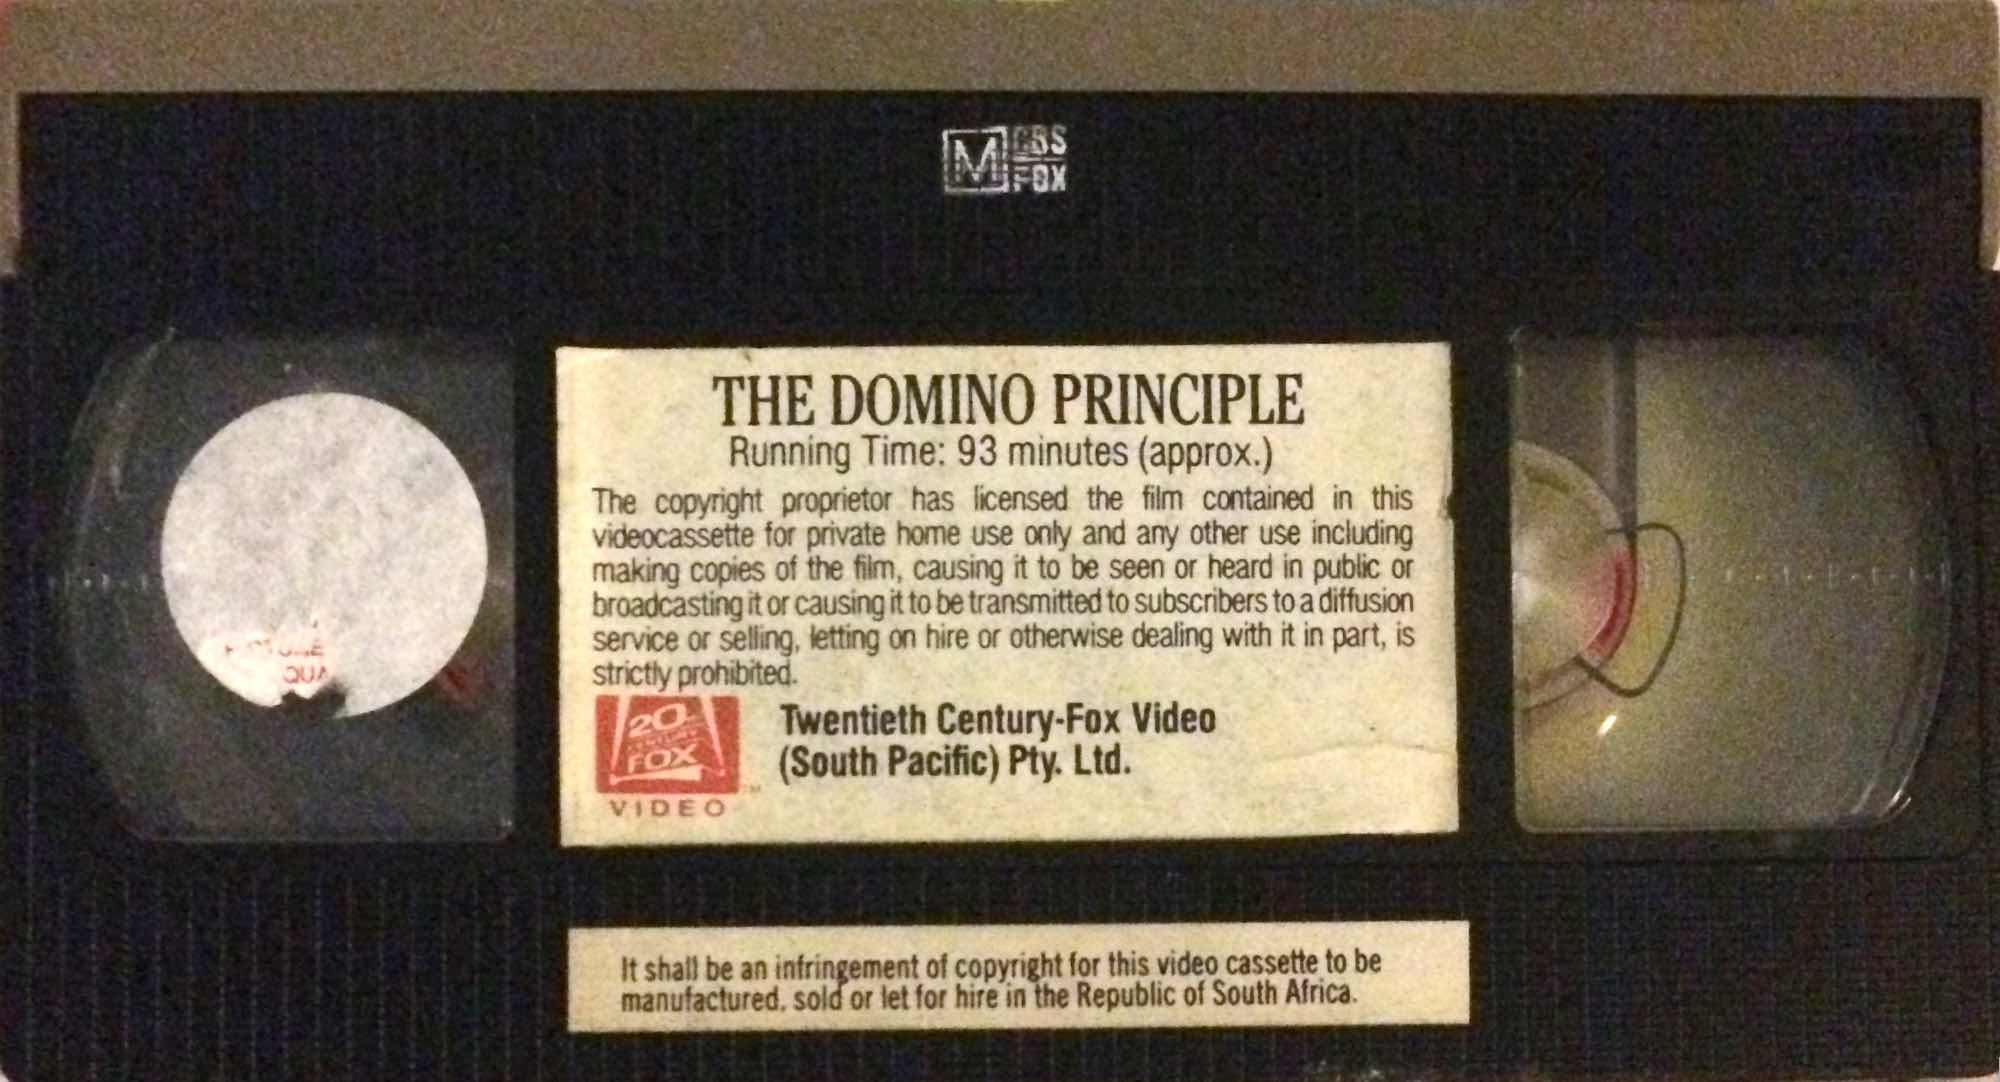 M CBS
FOX
THE DOMINO PRINCIPLE
Running Time: 93 minutes (approx.)
The copyright proprietor has licensed the film contained in this
videocassette for private home use only and any other use including
making copies of the film, causing it to be seen or heard in public or
broadcasting it or causing it to be transmitted to subscribers to a diffusion
service or selling, letting on hire or otherwise dealing with it in part, is
strictly prohibited.
20th
CENTURY
FOX
VIDEO
Twentieth Century-Fox Video
(South Pacific) Pty. Ltd.
It shall be an infringement of copyright for this video cassette to be
manufactured, sold or let for hire in the Republic of South Africa.